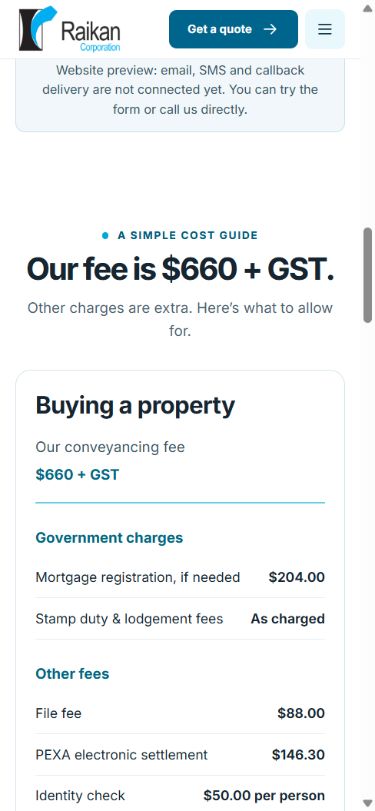 Raikan
Corporation
Get a quote →
Website preview: email, SMS and callback
delivery are not connected yet. You can try the
form or call us directly.
A SIMPLE COST GUIDE
Our fee is $660 + GST.
Other charges are extra. Here’s what to allow
for.
Buying a property
Our conveyancing fee
$660 + GST
Government charges
Mortgage registration, if needed $204.00
Stamp duty & lodgement fees As charged
Other fees
File fee $88.00
PEXA electronic settlement $146.30
Identity check $50.00 per person